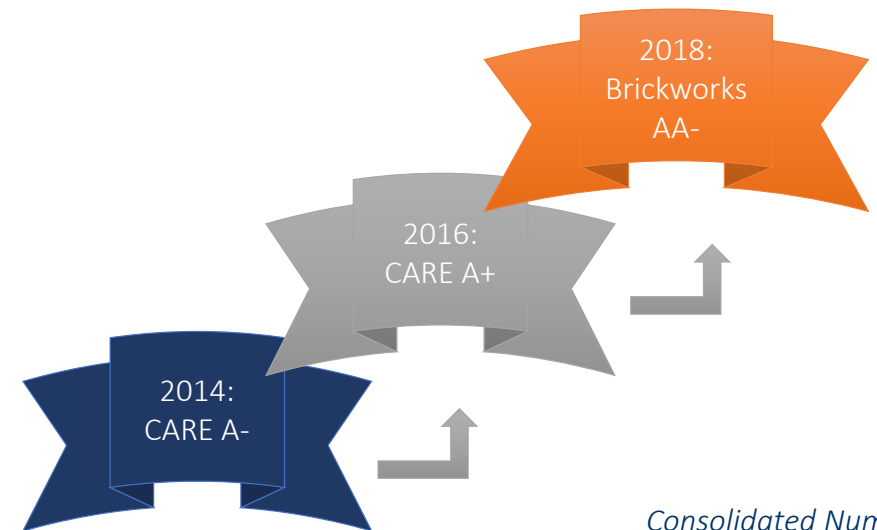 2018:
Brickworks
AA-
2016:
CARE A+
2014:
CARE A-
Consolidated